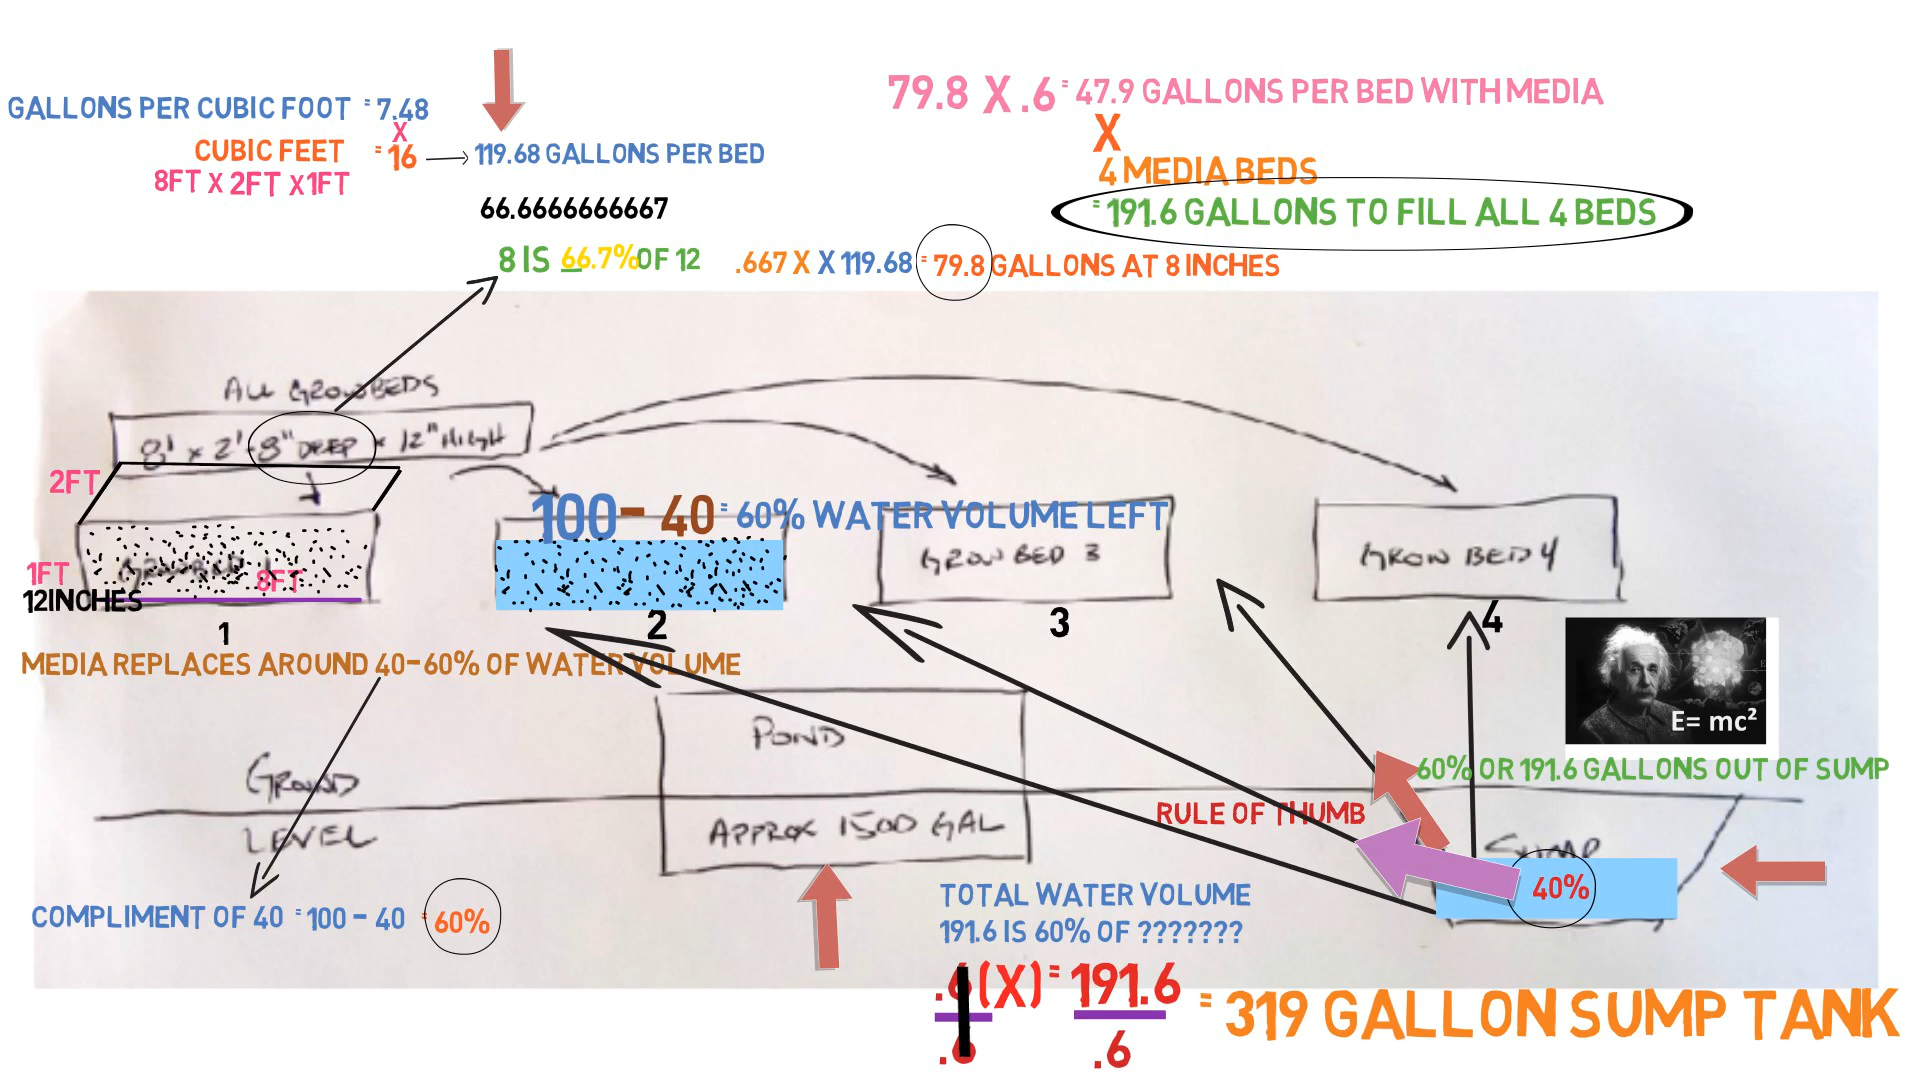 GALLONS PER CUBIC FOOT = 7.48
X
CUBIC FEET = 16
8FT X 2FT X 1FT
119.68 GALLONS PER BED
66.6666666667
8 IS 66.7% OF 12
.667 X X 119.68 = 79.8 GALLONS AT 8 INCHES
79.8 X .6 = 47.9 GALLONS PER BED WITH MEDIA
X
4 MEDIA BEDS
= 191.6 GALLONS TO FILL ALL 4 BEDS
ALL GROWBEDS
8' x 2' 8" DEEP x 12" HIGH
2FT
1FT
12INCHES
8FT
1
100 - 40 = 60% WATER VOLUME LEFT
2
GROW BED 3
3
GROW BED 4
4
MEDIA REPLACES AROUND 40-60% OF WATER VOLUME
E= mc²
POND
APPROX 1500 GAL
GROUND
LEVEL
60% OR 191.6 GALLONS OUT OF SUMP
RULE OF THUMB
SUMP
40%
COMPLIMENT OF 40 = 100 - 40 = 60%
TOTAL WATER VOLUME
191.6 IS 60% OF ???????
.6(X) = 191.6
.6 .6
= 319 GALLON SUMP TANK